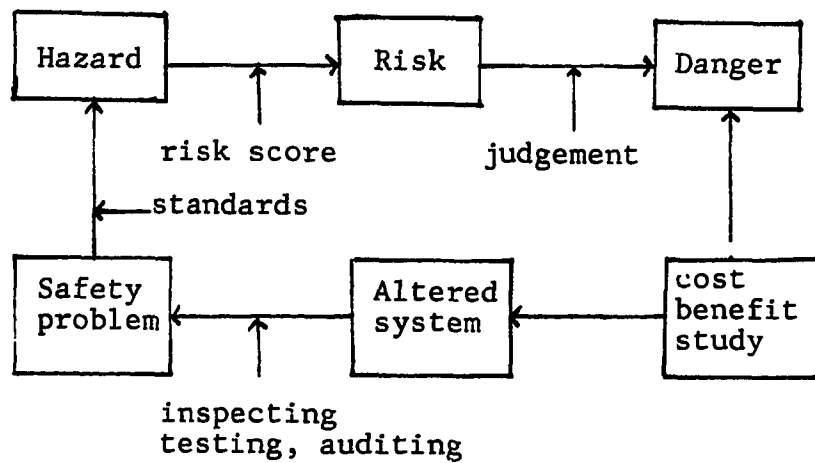 Hazard
Risk
Danger
risk score
judgement
standards
Safety
problem
Altered
system
cost
benefit
study
inspecting
testing, auditing